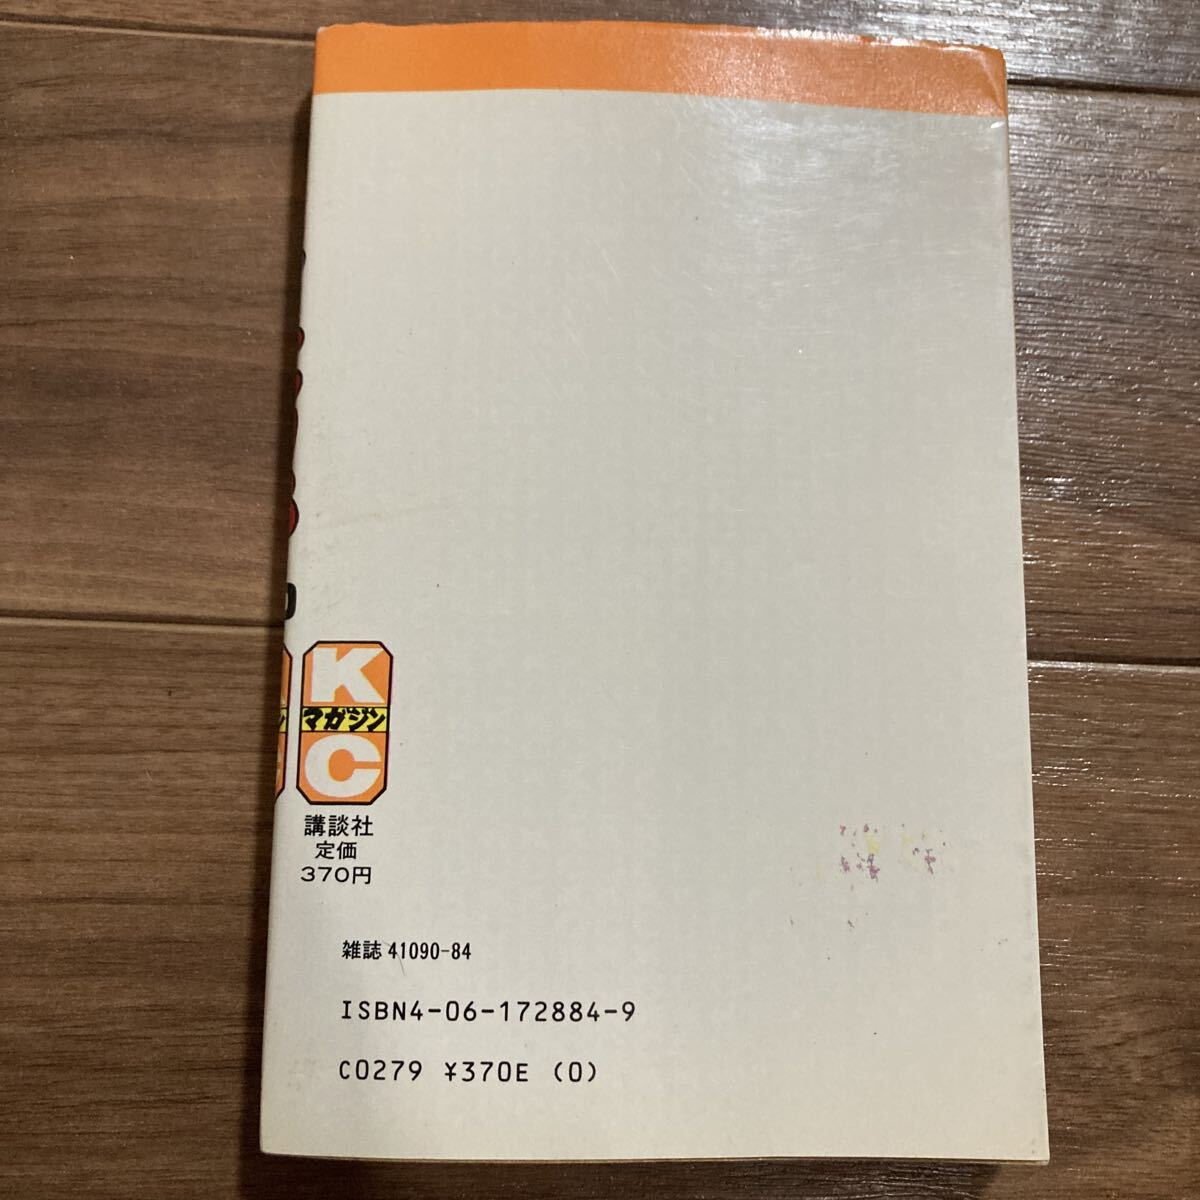 K
マガジン
C
講談社
定価
370円
雑誌 41090-84
ISBN4-06-172884-9
C0279 ¥370E (0)